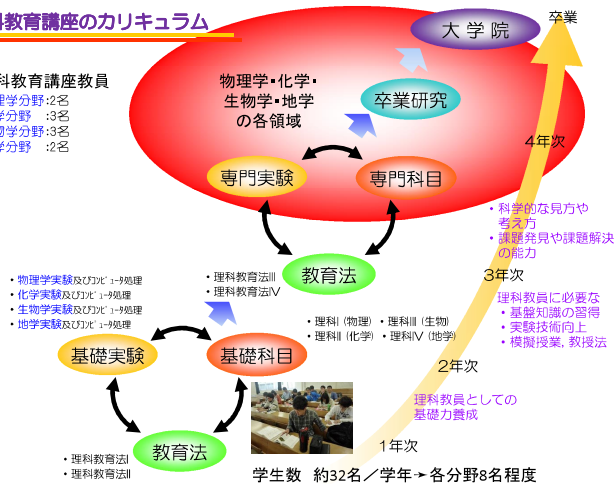 科教育講座のカリキュラム
卒業
大学院
科教育講座教員
理学分野:2名
学分野 :3名
物学分野:3名
学分野 :2名
物理学・化学・
生物学・地学
の各領域
卒業研究
4年次
専門実験
専門科目
・科学的な見方や
考え方
・課題発見や課題解決
の能力
教育法
3年次
・理科教育法Ⅲ
・理科教育法Ⅳ
・物理学実験及びｺﾝﾋﾟｭｰﾀ処理
・化学実験及びｺﾝﾋﾟｭｰﾀ処理
・生物学実験及びｺﾝﾋﾟｭｰﾀ処理
・地学実験及びｺﾝﾋﾟｭｰﾀ処理
理科教員に必要な
・基盤知識の習得
・実験技術向上
・模擬授業,教授法
・理科Ⅰ(物理) ・理科Ⅲ(生物)
・理科Ⅱ(化学) ・理科Ⅳ(地学)
基礎実験
基礎科目
2年次
理科教員としての
基礎力養成
教育法
1年次
・理科教育法Ⅰ
・理科教育法Ⅱ
学生数 約32名／学年→各分野8名程度